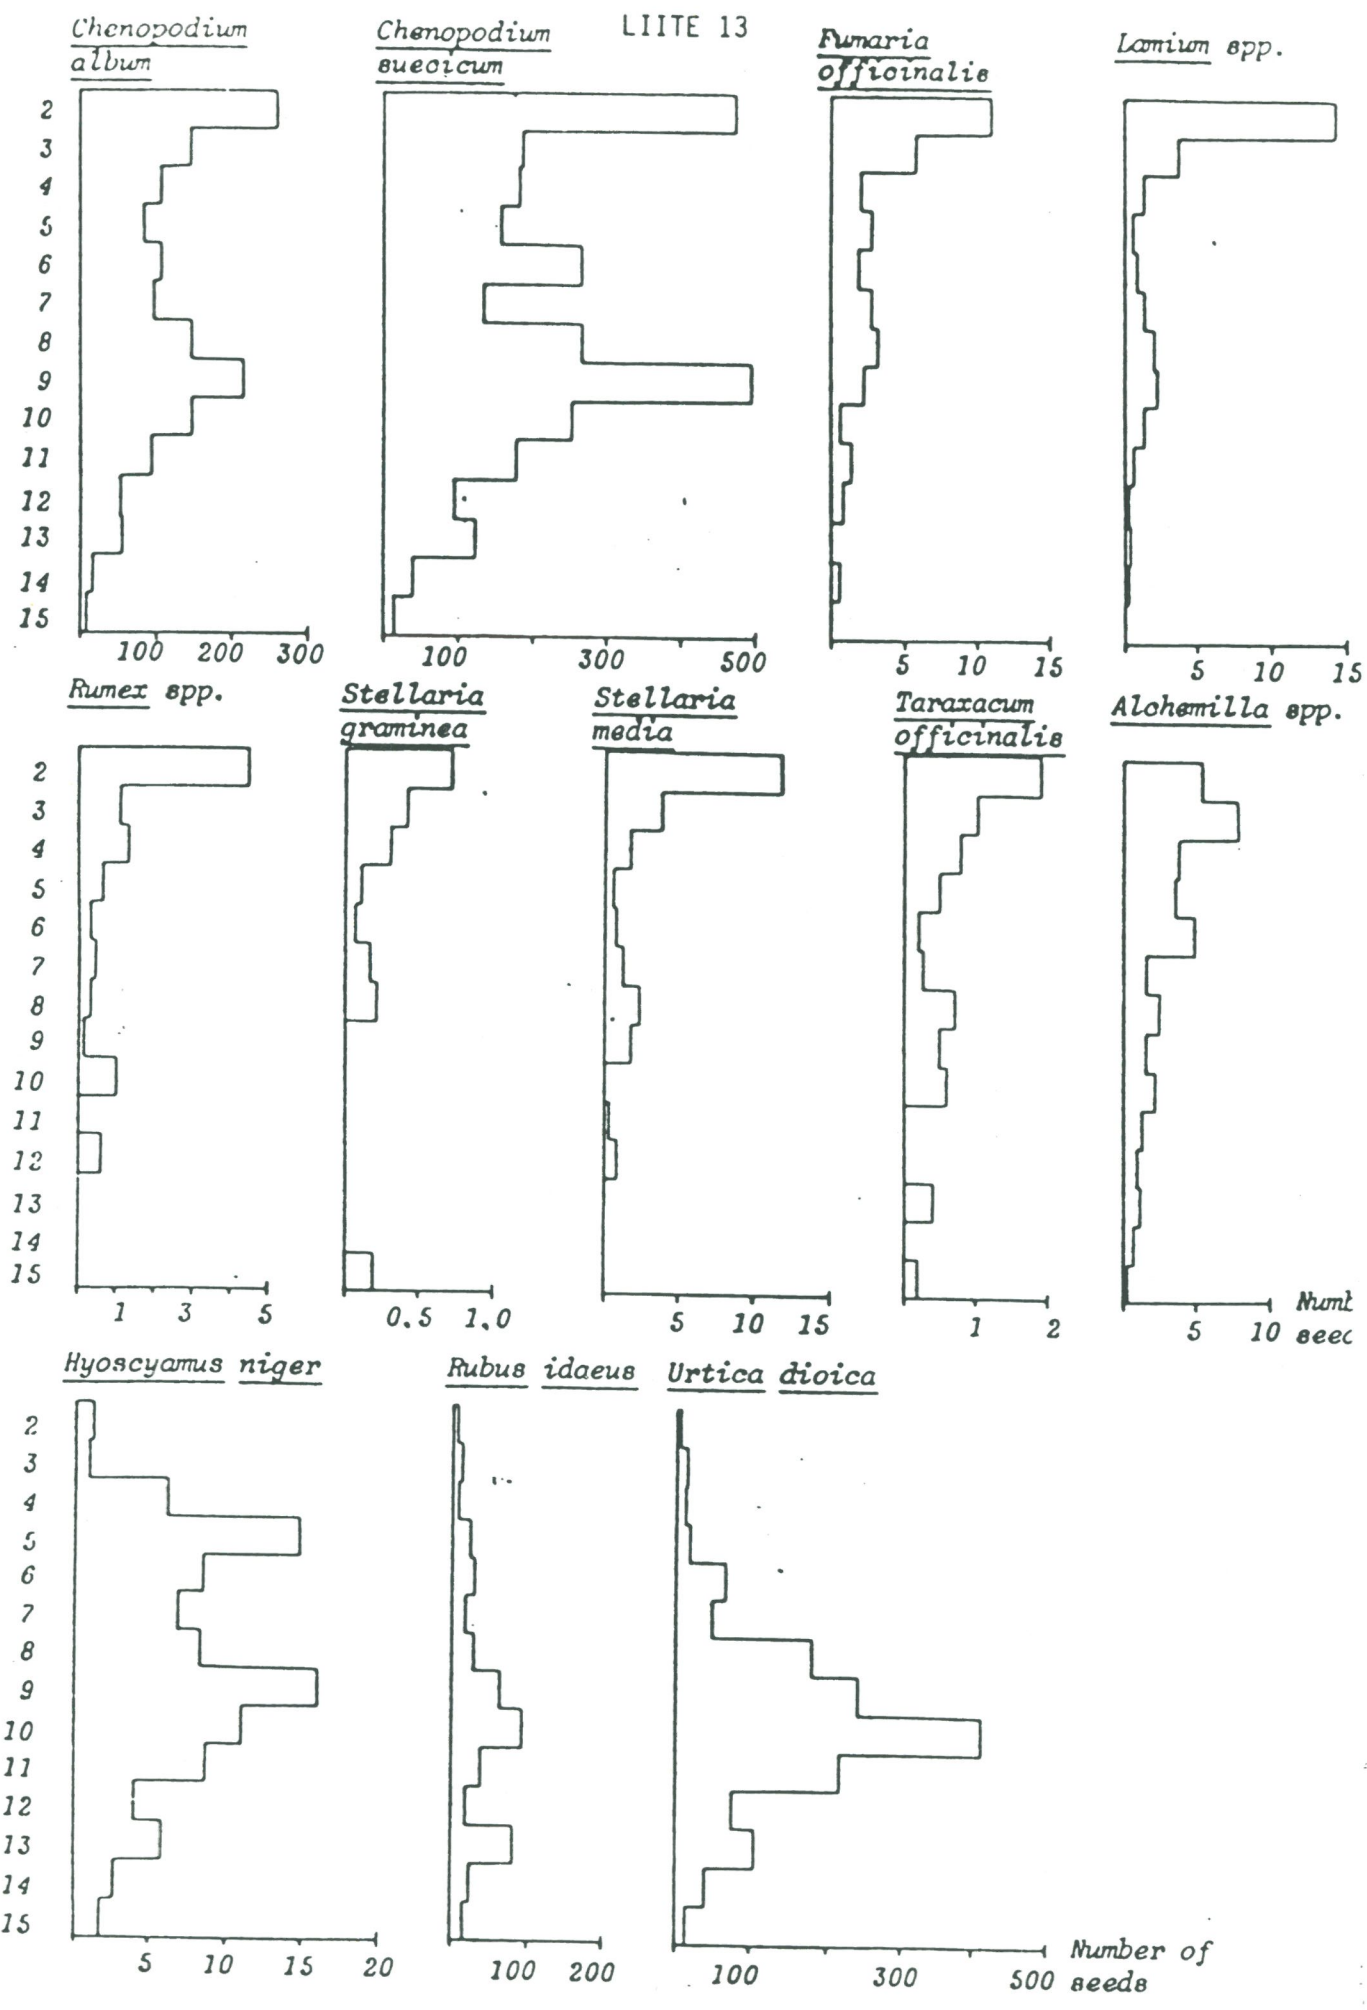 LIITE 13
Chenopodium
album
Chenopodium
suecicum
Fumaria
officinalis
Lamium spp.
2
3
4
5
6
7
8
9
10
11
12
13
14
15
100 200 300
100 300 500
5 10 15
5 10 15
Rumex spp.
Stellaria
graminea
Stellaria
media
Taraxacum
officinalis
Alchemilla spp.
2
3
4
5
6
7
8
9
10
11
12
13
14
15
1 3 5
0.5 1.0
5 10 15
1 2
5 10
Numb
seed
Hyoscyamus niger
Rubus idaeus
Urtica dioica
2
3
4
5
6
7
8
9
10
11
12
13
14
15
5 10 15 20
100 200
100 300 500
Number of
seeds